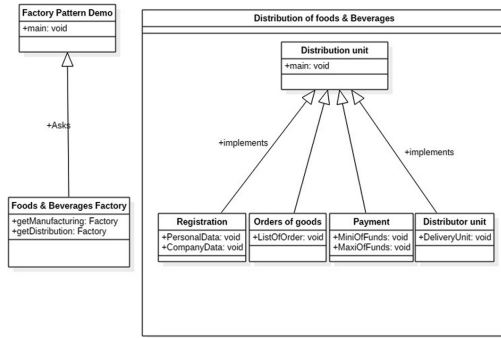 Factory Pattern Demo
+main: void
+Asks
Foods & Beverages Factory
+getManufacturing: Factory
+getDistribution: Factory
Distribution of foods & Beverages
Distribution unit
+main: void
+implements
+implements
Registration
+PersonalData: void
+CompanyData: void
Orders of goods
+ListOfOrder: void
Payment
+MiniOfFunds: void
+MaxiOfFunds: void
Distributor unit
+DeliveryUnit: void